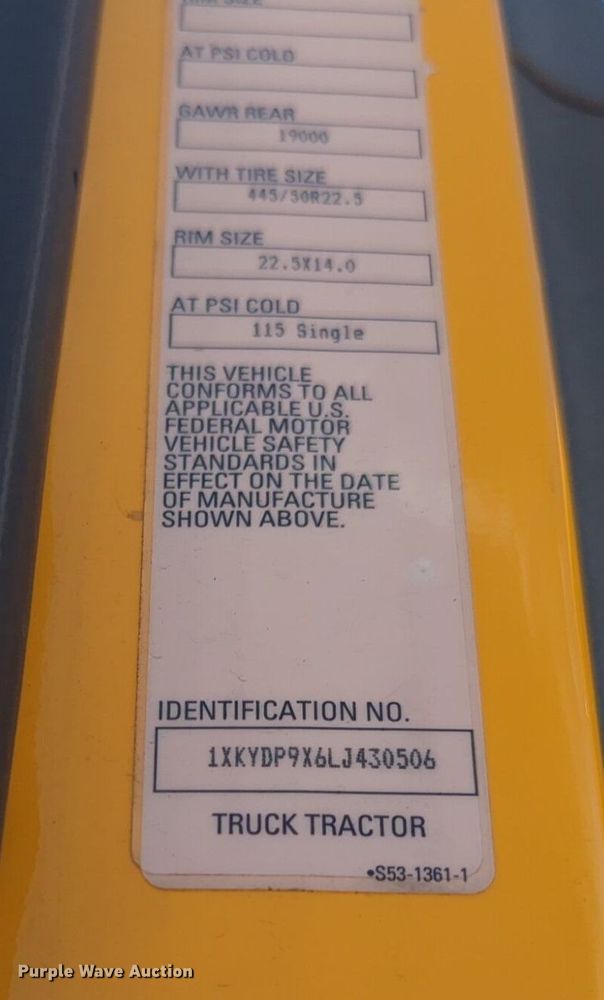 RIM SIZE
AT PSI COLD
GAWR REAR
19000
WITH TIRE SIZE
445/50R22.5
RIM SIZE
22.5X14.0
AT PSI COLD
115 Single
THIS VEHICLE
CONFORMS TO ALL
APPLICABLE U.S.
FEDERAL MOTOR
VEHICLE SAFETY
STANDARDS IN
EFFECT ON THE DATE
OF MANUFACTURE
SHOWN ABOVE.
IDENTIFICATION NO.
1XKYDP9X6LJ430506
TRUCK TRACTOR
•S53-1361-1
Purple Wave Auction